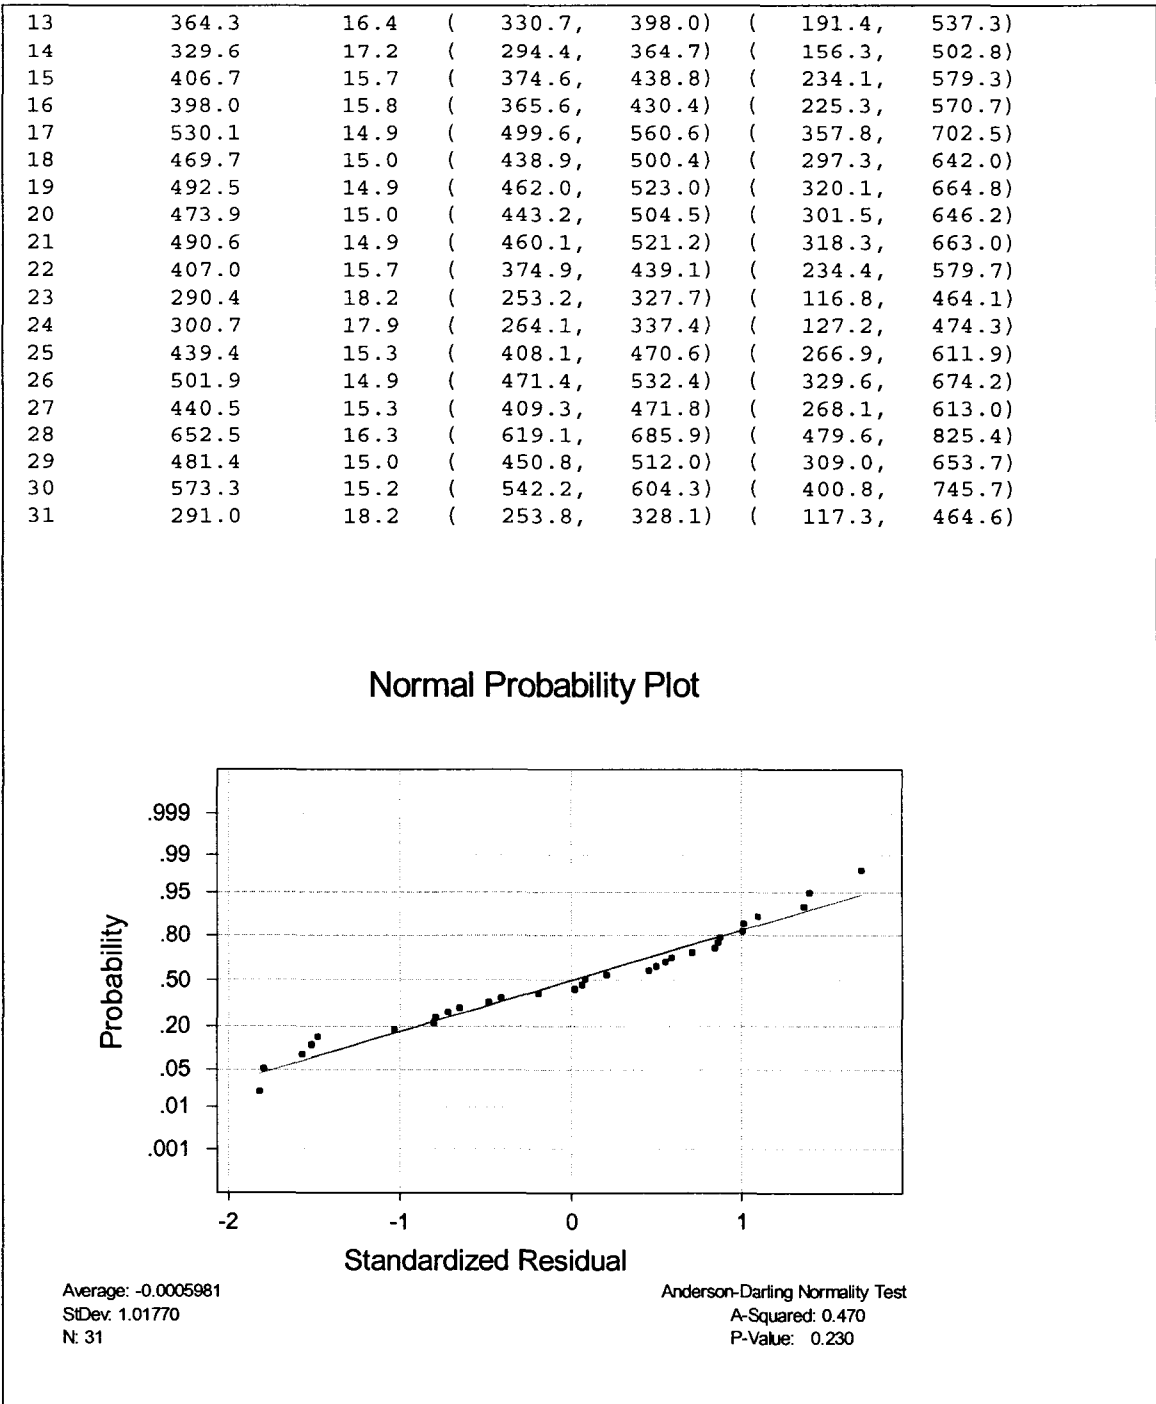 13 364.3 16.4 ( 330.7, 398.0) ( 191.4, 537.3)
14 329.6 17.2 ( 294.4, 364.7) ( 156.3, 502.8)
15 406.7 15.7 ( 374.6, 438.8) ( 234.1, 579.3)
16 398.0 15.8 ( 365.6, 430.4) ( 225.3, 570.7)
17 530.1 14.9 ( 499.6, 560.6) ( 357.8, 702.5)
18 469.7 15.0 ( 438.9, 500.4) ( 297.3, 642.0)
19 492.5 14.9 ( 462.0, 523.0) ( 320.1, 664.8)
20 473.9 15.0 ( 443.2, 504.5) ( 301.5, 646.2)
21 490.6 14.9 ( 460.1, 521.2) ( 318.3, 663.0)
22 407.0 15.7 ( 374.9, 439.1) ( 234.4, 579.7)
23 290.4 18.2 ( 253.2, 327.7) ( 116.8, 464.1)
24 300.7 17.9 ( 264.1, 337.4) ( 127.2, 474.3)
25 439.4 15.3 ( 408.1, 470.6) ( 266.9, 611.9)
26 501.9 14.9 ( 471.4, 532.4) ( 329.6, 674.2)
27 440.5 15.3 ( 409.3, 471.8) ( 268.1, 613.0)
28 652.5 16.3 ( 619.1, 685.9) ( 479.6, 825.4)
29 481.4 15.0 ( 450.8, 512.0) ( 309.0, 653.7)
30 573.3 15.2 ( 542.2, 604.3) ( 400.8, 745.7)
31 291.0 18.2 ( 253.8, 328.1) ( 117.3, 464.6)
Normal Probability Plot
Probability
.999
.99
.95
.80
.50
.20
.05
.01
.001
-2 -1 0 1
Standardized Residual
Average: -0.0005981
StDev: 1.01770
N: 31
Anderson-Darling Normality Test
A-Squared: 0.470
P-Value: 0.230